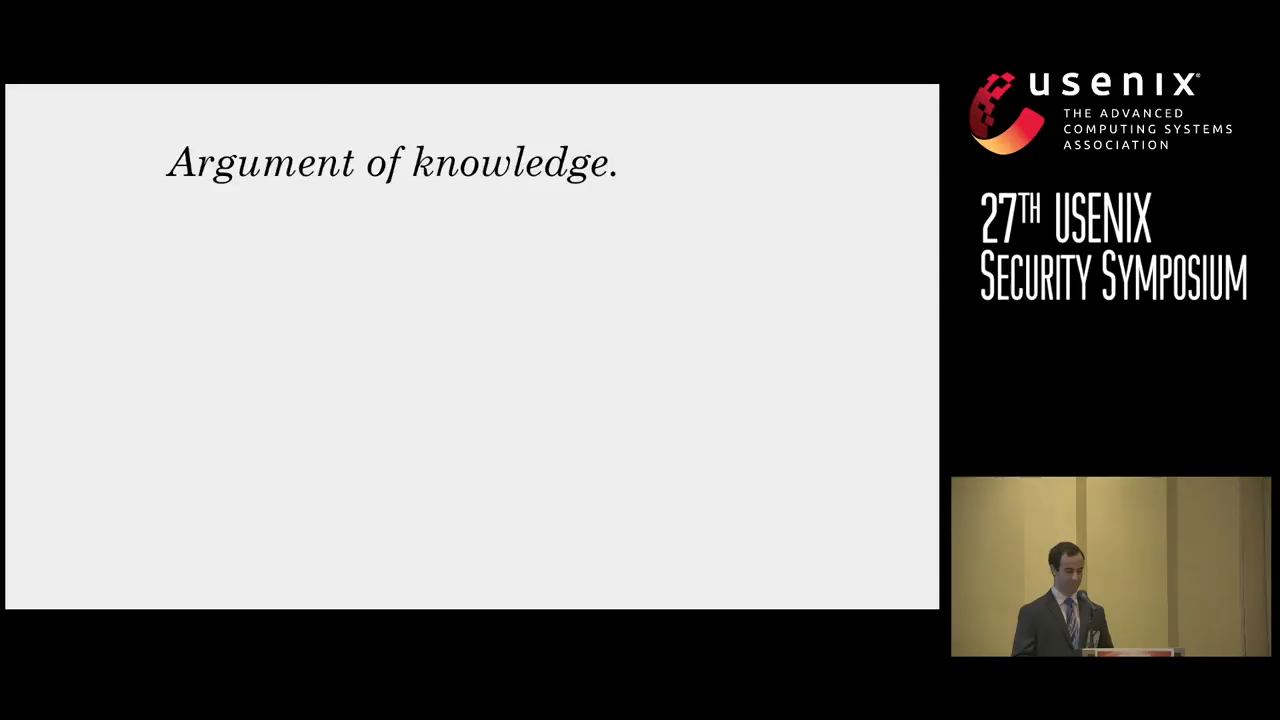 Argument of knowledge.
usenix
THE ADVANCED
COMPUTING SYSTEMS
ASSOCIATION
27TH USENIX
SECURITY SYMPOSIUM